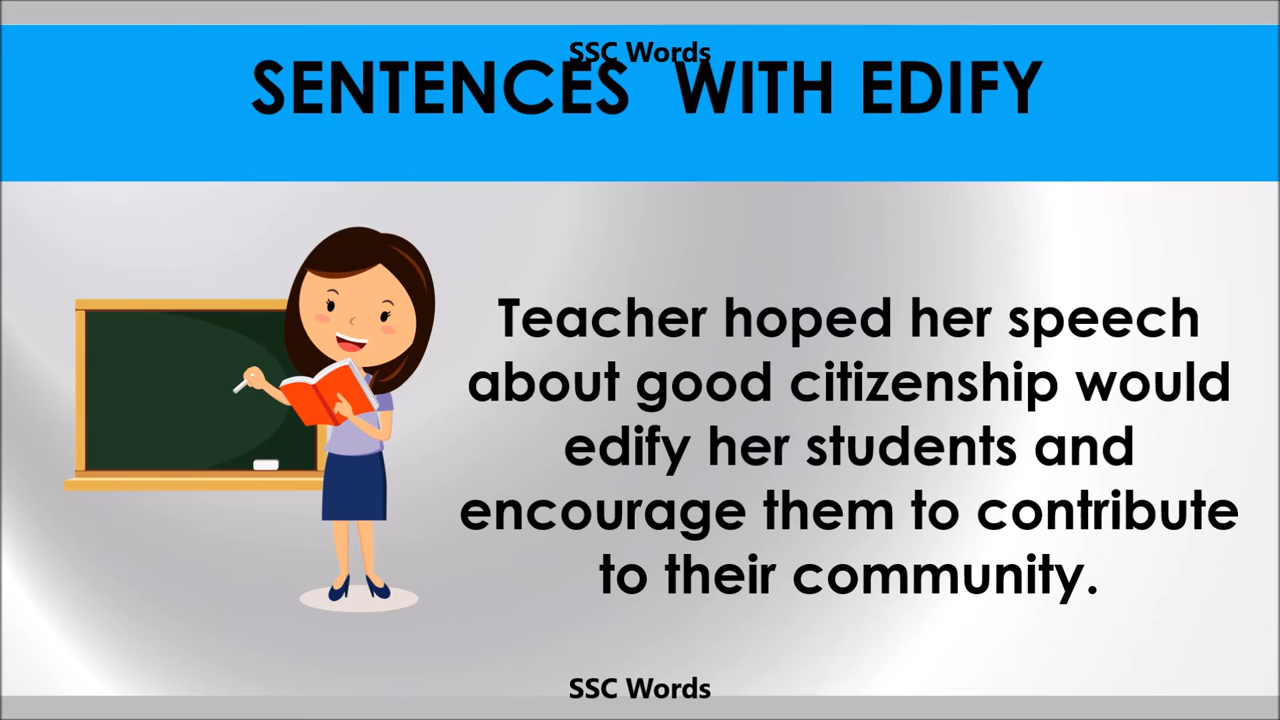 SSC Words
SENTENCES WITH EDIFY
Teacher hoped her speech
about good citizenship would
edify her students and
encourage them to contribute
to their community.
SSC Words